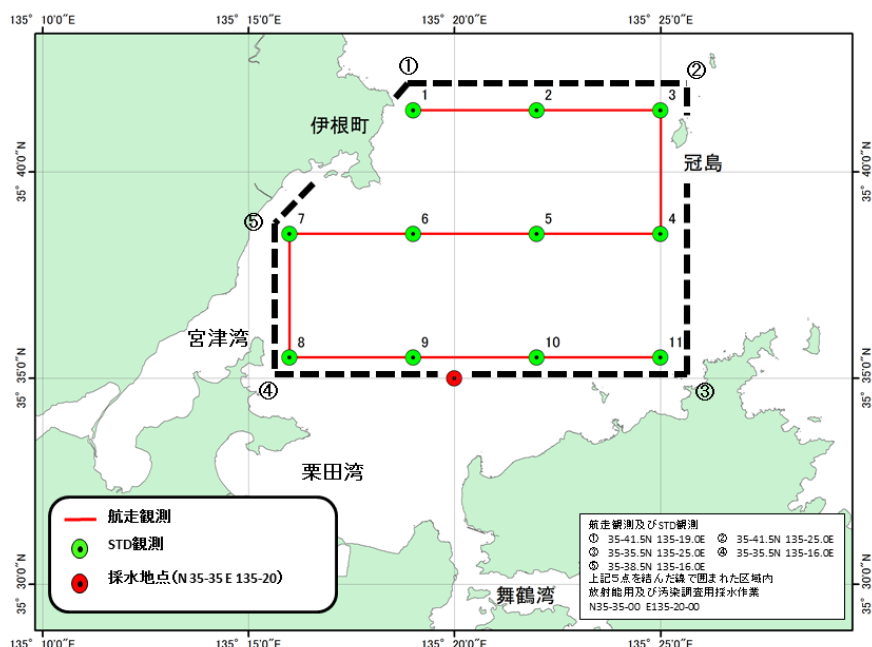 135° 10'0"E
135° 15'0"E
135° 20'0"E
135° 25'0"E
①
②
1
2
3
伊根町
冠島
35° 40'0"N
35° 40'0"N
⑤
7
6
5
4
宮津湾
8
9
10
11
35° 35'0"N
35° 35'0"N
④
③
栗田湾
航走観測
STD観測
採水地点(N 35-35 E 135-20)
舞鶴湾
航走観測及びSTD観測
① 35-41.5N 135-19.0E ② 35-41.5N 135-25.0E
③ 35-35.5N 135-25.0E ④ 35-35.5N 135-16.0E
⑤ 35-38.5N 135-16.0E
上記5点を結んだ線で囲まれた区域内
放射能用及び汚染調査用採水作業
N35-35-00 E135-20-00
35° 30'0"N
35° 30'0"N
135° 10'0"E
135° 15'0"E
135° 20'0"E
135° 25'0"E